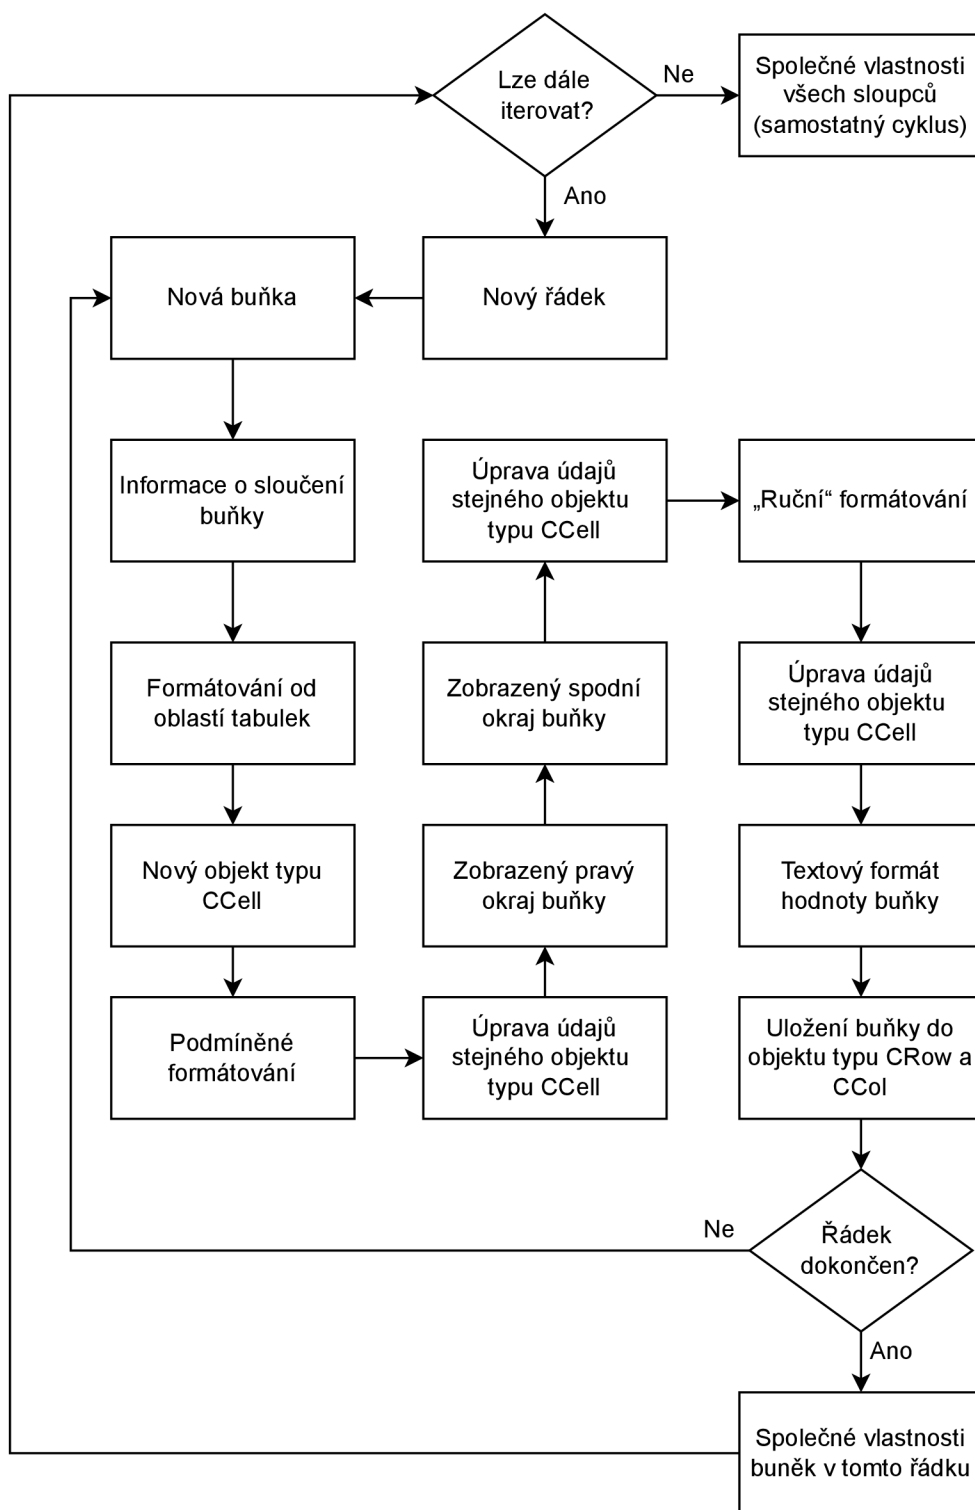 Lze dále
iterovat?
Ne
Společné vlastnosti
všech sloupců
(samostatný cyklus)
Ano
Nový řádek
Nová buňka
Informace o sloučení
buňky
Formátování od
oblastí tabulek
Nový objekt typu
CCell
Podmíněné
formátování
Úprava údajů
stejného objektu
typu CCell
Zobrazený pravý
okraj buňky
Zobrazený spodní
okraj buňky
Úprava údajů
stejného objektu
typu CCell
„Ruční“ formátování
Úprava údajů
stejného objektu
typu CCell
Textový formát
hodnoty buňky
Uložení buňky do
objektu typu CRow a
CCol
Řádek
dokončen?
Ne
Ano
Společné vlastnosti
buněk v tomto řádku